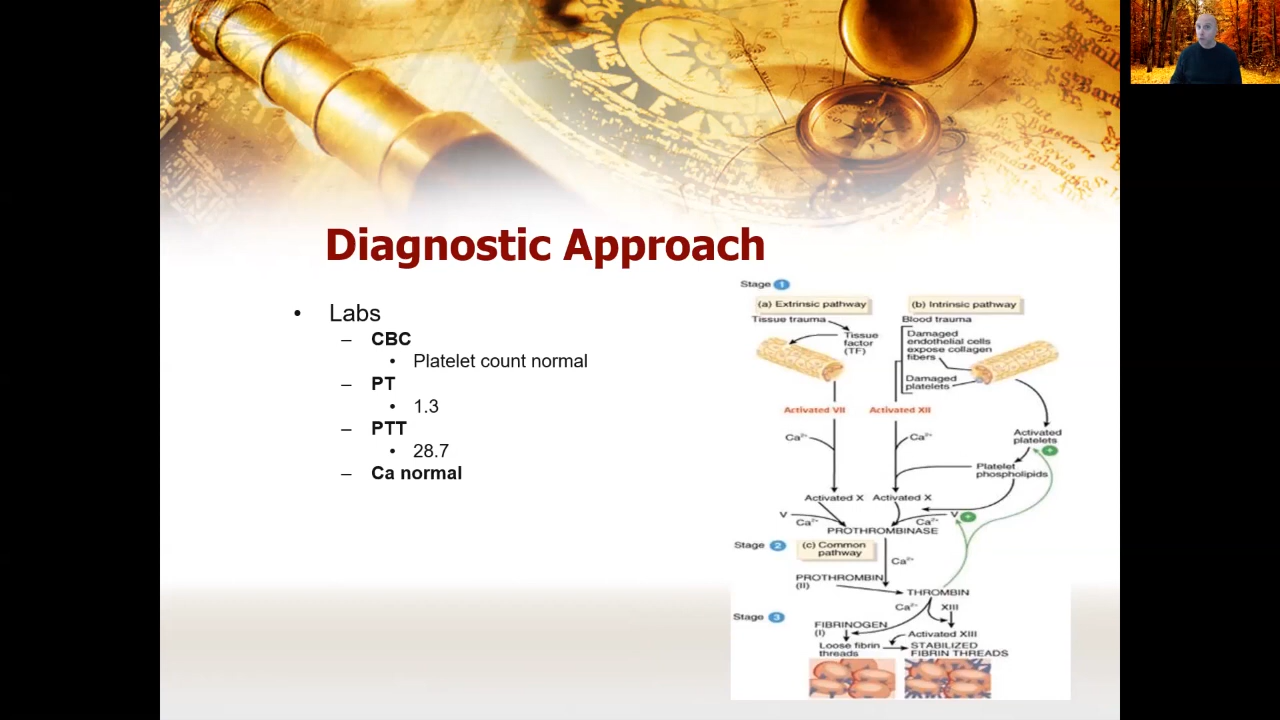 Diagnostic Approach
• Labs
– CBC
• Platelet count normal
– PT
• 1.3
– PTT
• 28.7
– Ca normal
Stage 1
(a) Extrinsic pathway
(b) Intrinsic pathway
Tissue trauma
Blood trauma
Tissue
factor
(TF)
Damaged
endothelial cells
expose collagen
fibers
Damaged
platelets
Activated VII
Activated XII
Ca2+
Ca2+
Activated
platelets
+
Platelet
phospholipids
Activated X
Activated X
V
Ca2+
Ca2+
V
+
PROTHROMBINASE
Stage 2
(c) Common
pathway
Ca2+
PROTHROMBIN
(II)
THROMBIN
Ca2+
XIII
Stage 3
FIBRINOGEN
(I)
Activated XIII
Loose fibrin
threads
STABILIZED
FIBRIN THREADS